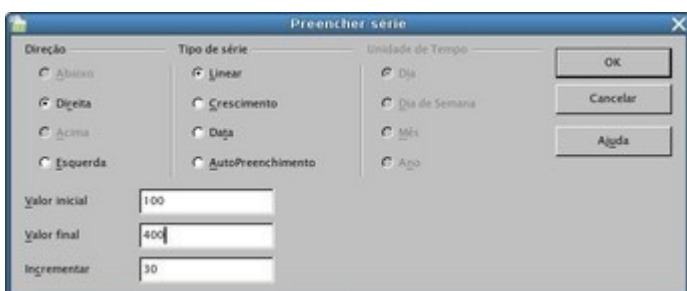 Preencher série
Direção
Abaixo
Direita
Acima
Esquerda
Tipo de série
Linear
Crescimento
Data
AutoPreenchimento
Unidade de Tempo
Dia
Dia de Semana
Mês
Ano
OK
Cancelar
Ajuda
Valor inicial 100
Valor final 400
Incrementar 30